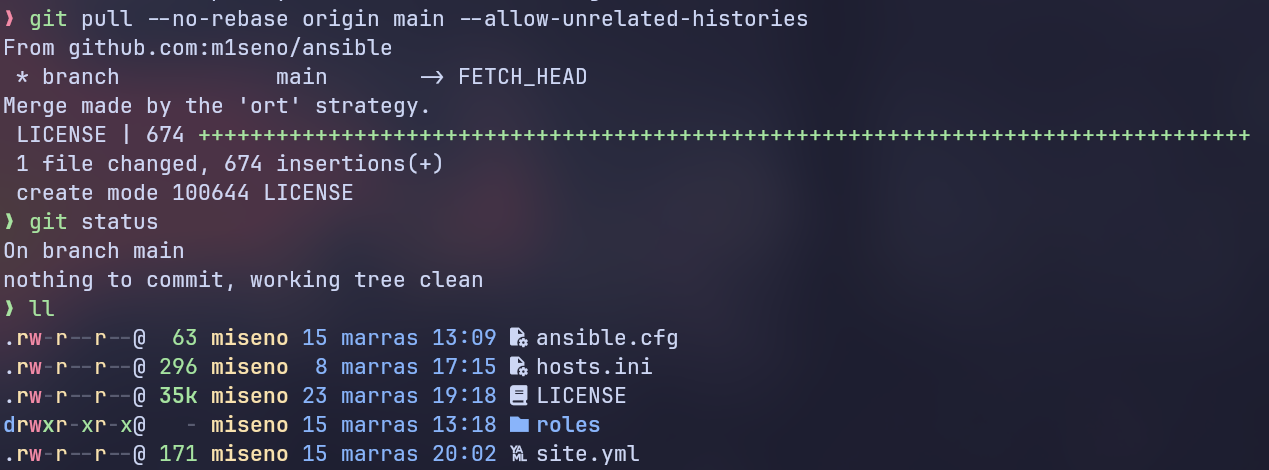 ❯ git pull --no-rebase origin main --allow-unrelated-histories
From github.com:m1seno/ansible
 * branch            main       -> FETCH_HEAD
Merge made by the 'ort' strategy.
 LICENSE | 674 +++++++++++++++++++++++++++++++++++++++++++++++++++++++++++++++++++++++++++++++++
 1 file changed, 674 insertions(+)
 create mode 100644 LICENSE
❯ git status
On branch main
nothing to commit, working tree clean
❯ ll
.rw-r--r--@  63 miseno 15 marras 13:09 ansible.cfg
.rw-r--r--@ 296 miseno  8 marras 17:15 hosts.ini
.rw-r--r--@ 35k miseno 23 marras 19:18 LICENSE
drwxr-xr-x@   - miseno 15 marras 13:18 roles
.rw-r--r--@ 171 miseno 15 marras 20:02 site.yml